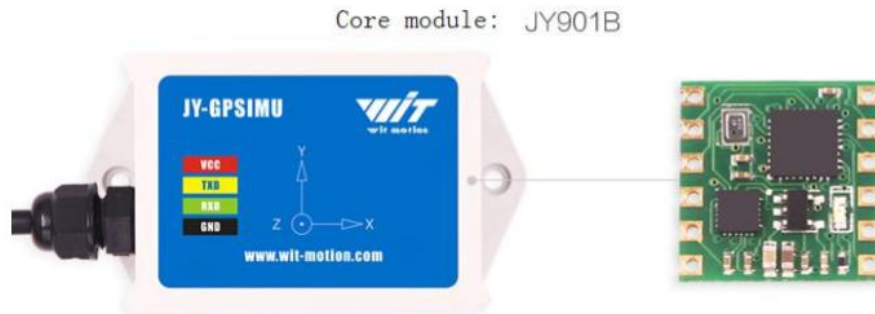 Core module: JY901B
JY-GPSIMU
WiT
wit motion
VCC
TXD
RXD
GND
Y
Z
X
www.wit-motion.com